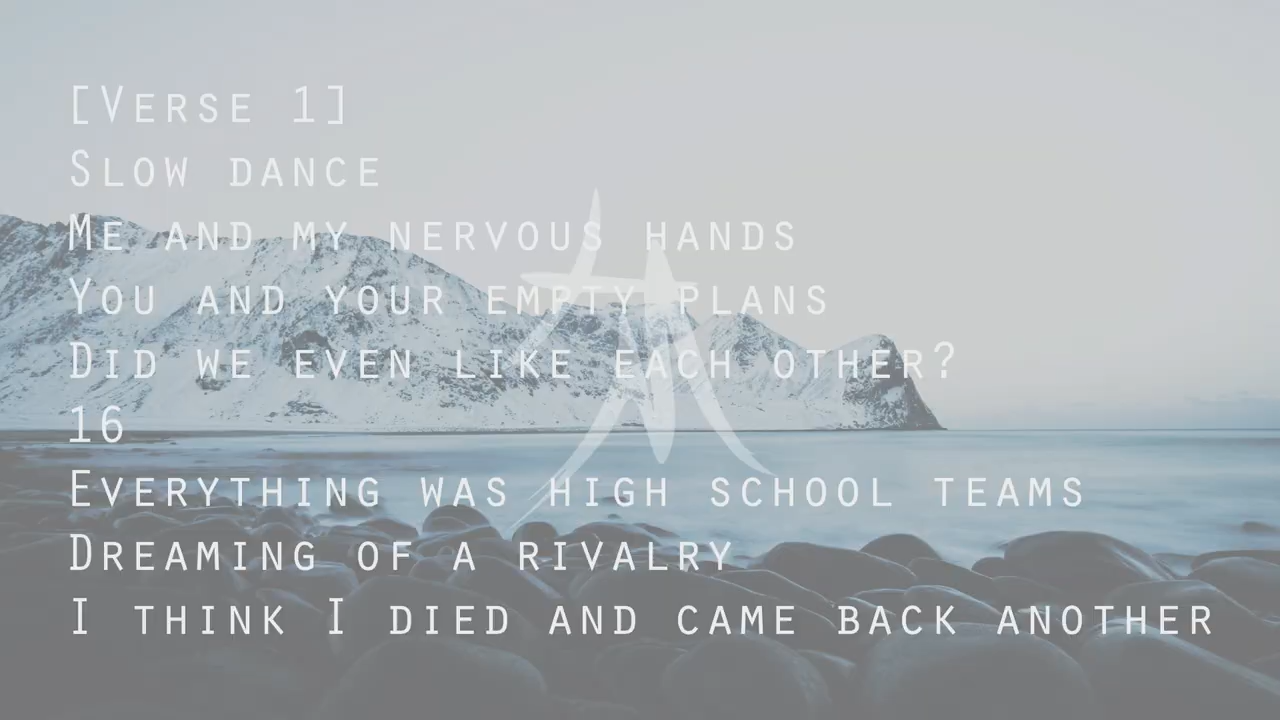 [Verse 1]
Slow dance
Me and my nervous hands
You and your empty plans
Did we even like each other?
16
Everything was high school teams
Dreaming of a rivalry
I think I died and came back another